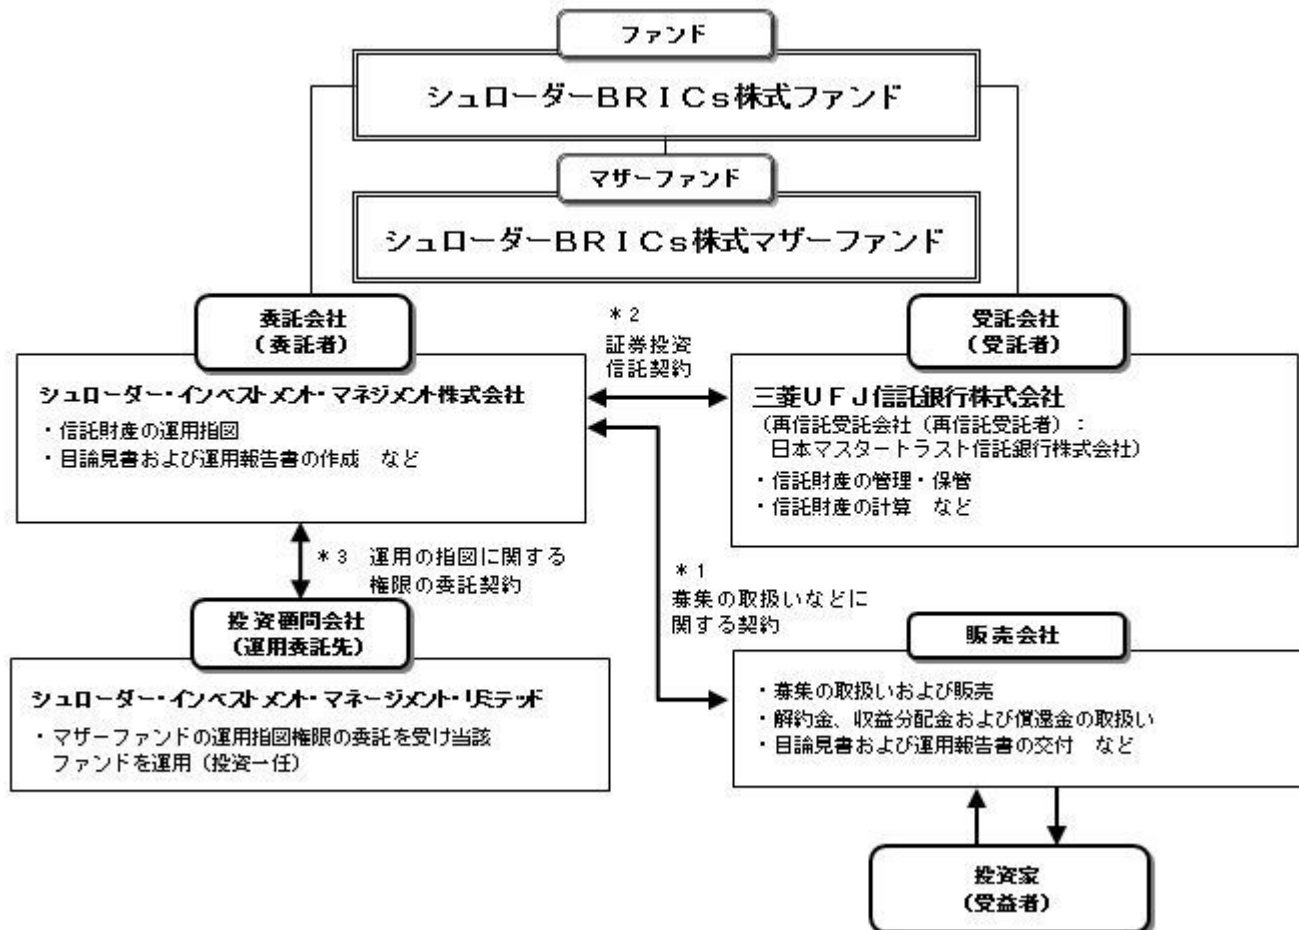 ファンド
シュローダーBRICs株式ファンド
マザーファンド
シュローダーBRICs株式マザーファンド
委託会社
(委託者)
*2
証券投資
信託契約
受託会社
(受託者)
シュローダー・インベストメント・マネジメント株式会社
・信託財産の運用指図
・目論見書および運用報告書の作成 など
三菱UFJ信託銀行株式会社
(再信託受託会社(再信託受託者):
日本マスタートラスト信託銀行株式会社)
・信託財産の管理・保管
・信託財産の計算 など
*3 運用の指図に関する
権限の委託契約
*1
募集の取扱いなどに
関する契約
投資顧問会社
(運用委託先)
シュローダー・インベストメント・マネージメント・リミテッド
・マザーファンドの運用指図権限の委託を受け当該
ファンドを運用(投資一任)
販売会社
・募集の取扱いおよび販売
・解約金、収益分配金および償還金の取扱い
・目論見書および運用報告書の交付 など
投資家
(受益者)